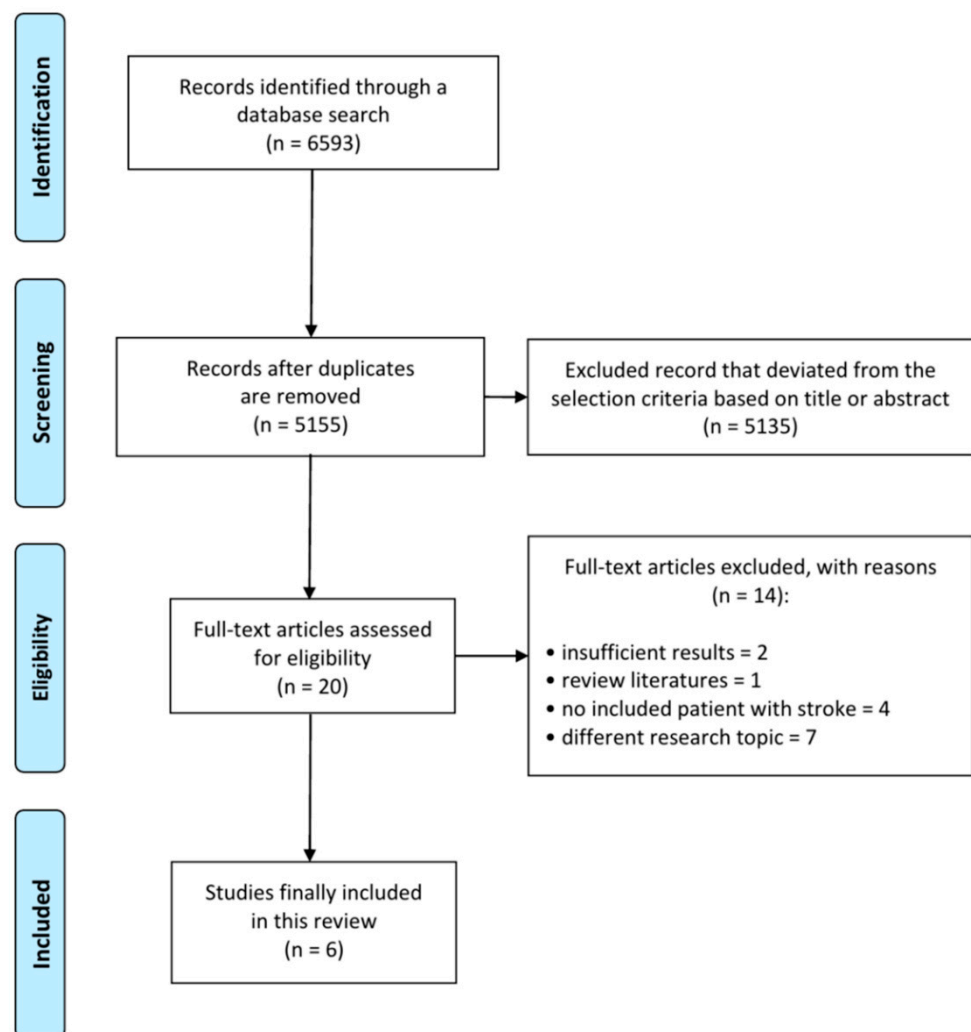 Identification
Records identified through a
database search
(n = 6593)
Screening
Records after duplicates
are removed
(n = 5155)
Excluded record that deviated from the
selection criteria based on title or abstract
(n = 5135)
Eligibility
Full-text articles assessed
for eligibility
(n = 20)
Full-text articles excluded, with reasons
(n = 14):
• insufficient results = 2
• review literatures = 1
• no included patient with stroke = 4
• different research topic = 7
Included
Studies finally included
in this review
(n = 6)